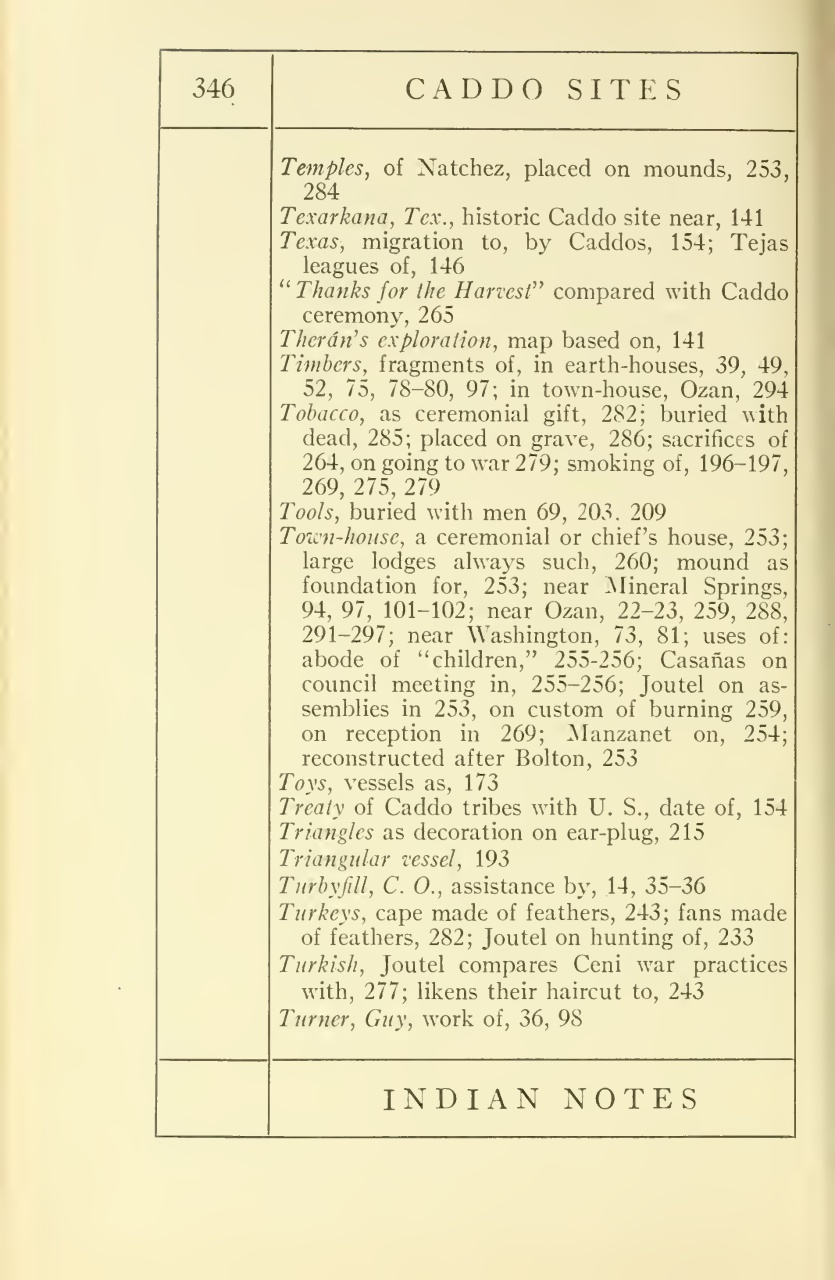 346
CADDO SITES
Temples, of Natchez, placed on mounds, 253,
284
Texarkana, Tex., historic Caddo site near, 141
Texas, migration to, by Caddos, 154; Tejas
leagues of, 146
“Thanks for the Harvest” compared with Caddo
ceremony, 265
Therán’s exploration, map based on, 141
Timbers, fragments of, in earth-houses, 39, 49,
52, 75, 78–80, 97; in town-house, Ozan, 294
Tobacco, as ceremonial gift, 282; buried with
dead, 285; placed on grave, 286; sacrifices of
264, on going to war 279; smoking of, 196–197,
269, 275, 279
Tools, buried with men 69, 203. 209
Town-house, a ceremonial or chief’s house, 253;
large lodges always such, 260; mound as
foundation for, 253; near Mineral Springs,
94, 97, 101–102; near Ozan, 22–23, 259, 288,
291–297; near Washington, 73, 81; uses of:
abode of “children,” 255-256; Casañas on
council meeting in, 255–256; Joutel on as-
semblies in 253, on custom of burning 259,
on reception in 269; Manzanet on, 254;
reconstructed after Bolton, 253
Toys, vessels as, 173
Treaty of Caddo tribes with U. S., date of, 154
Triangles as decoration on ear-plug, 215
Triangular vessel, 193
Turbyfill, C. O., assistance by, 14, 35–36
Turkeys, cape made of feathers, 243; fans made
of feathers, 282; Joutel on hunting of, 233
Turkish, Joutel compares Ceni war practices
with, 277; likens their haircut to, 243
Turner, Guy, work of, 36, 98
INDIAN NOTES